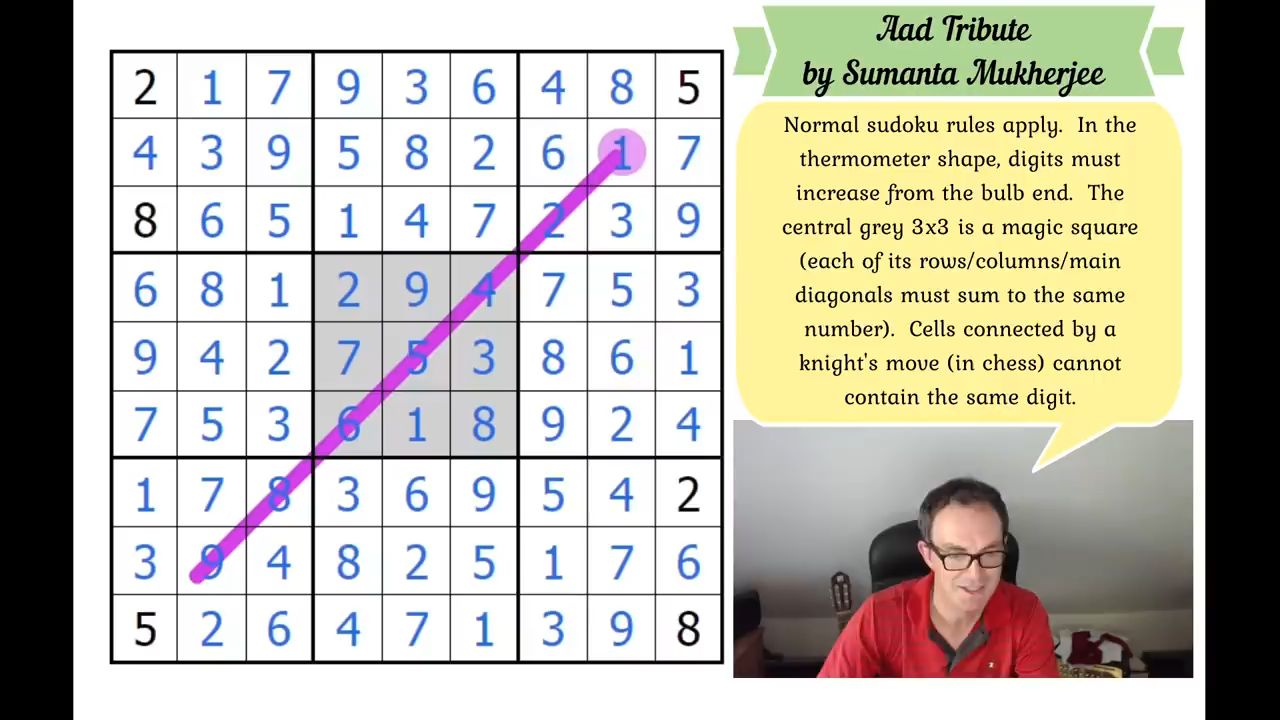 Aad Tribute
by Sumanta Mukherjee
Normal sudoku rules apply. In the
thermometer shape, digits must
increase from the bulb end. The
central grey 3x3 is a magic square
(each of its rows/columns/main
diagonals must sum to the same
number). Cells connected by a
knight's move (in chess) cannot
contain the same digit.
2 1 7 9 3 6 4 8 5
4 3 9 5 8 2 6 1 7
8 6 5 1 4 7 2 3 9
6 8 1 2 9 4 7 5 3
9 4 2 7 5 3 8 6 1
7 5 3 6 1 8 9 2 4
1 7 8 3 6 9 5 4 2
3 9 4 8 2 5 1 7 6
5 2 6 4 7 1 3 9 8